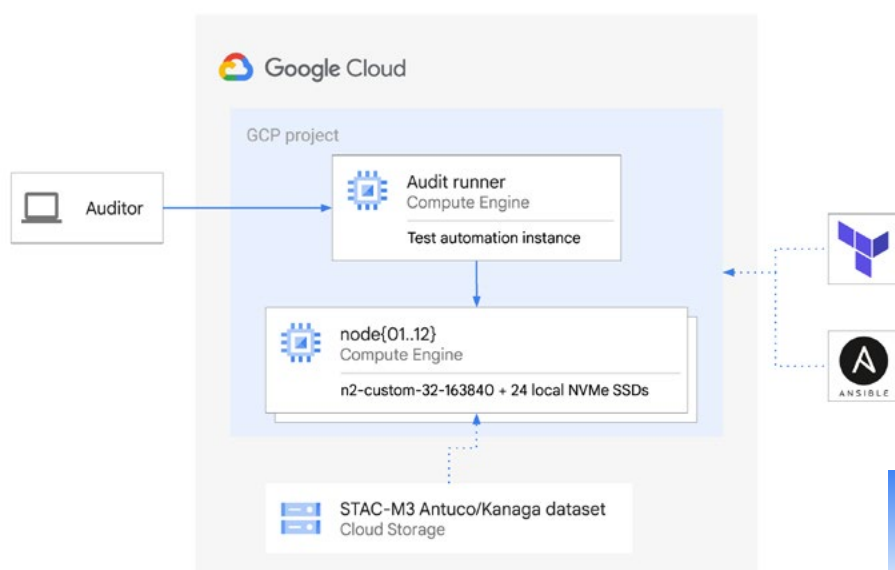 Google Cloud
GCP project
Auditor
Audit runner
Compute Engine
Test automation instance
node{01..12}
Compute Engine
n2-custom-32-163840 + 24 local NVMe SSDs
ANSIBLE
STAC-M3 Antuco/Kanaga dataset
Cloud Storage